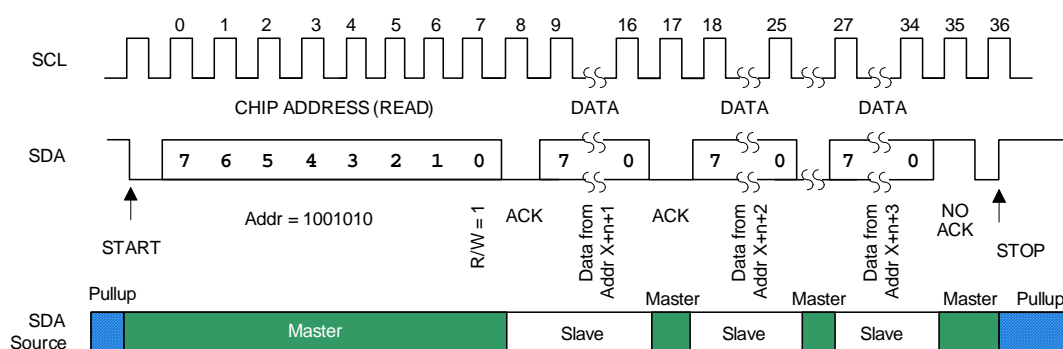 0 1 2 3 4 5 6 7 8 9 16 17 18 25 27 34 35 36
SCL
CHIP ADDRESS (READ) DATA DATA DATA
SDA 7 6 5 4 3 2 1 0 7 0 7 0 7 0
START
Addr = 1001010
R/W = 1
ACK
Data from
Addr X+n+1
ACK
Data from
Addr X+n+2
Data from
Addr X+n+3
NO
ACK
STOP
Pullup Master Master Master Pullup
SDA
Source
Master Slave Slave Slave